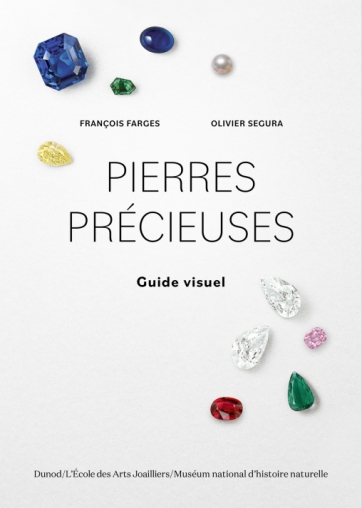 FRANÇOIS FARGES OLIVIER SEGURA
PIERRES
PRÉCIEUSES
Guide visuel
Dunod/L'École des Arts Joailliers/Muséum national d'histoire naturelle